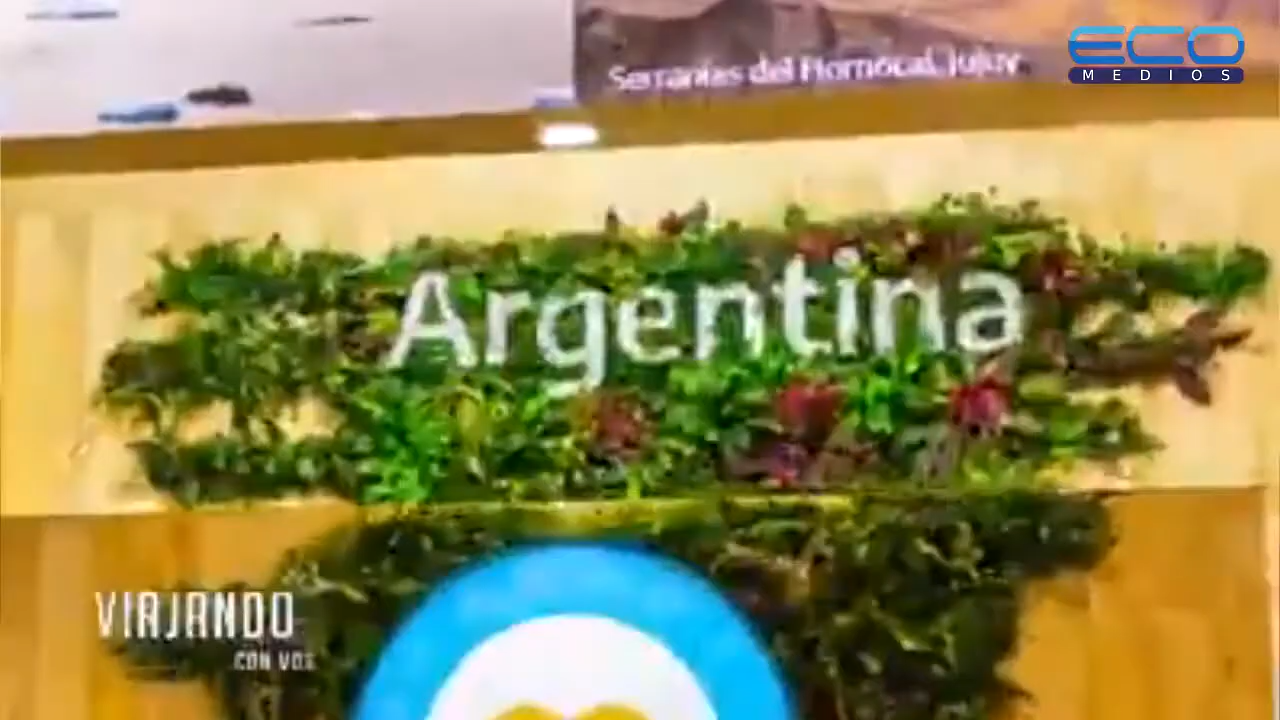 ECO
MEDIOS
Serranías del Hornocal, Jujuy
Argentina
VIAJANDO
CON VOS